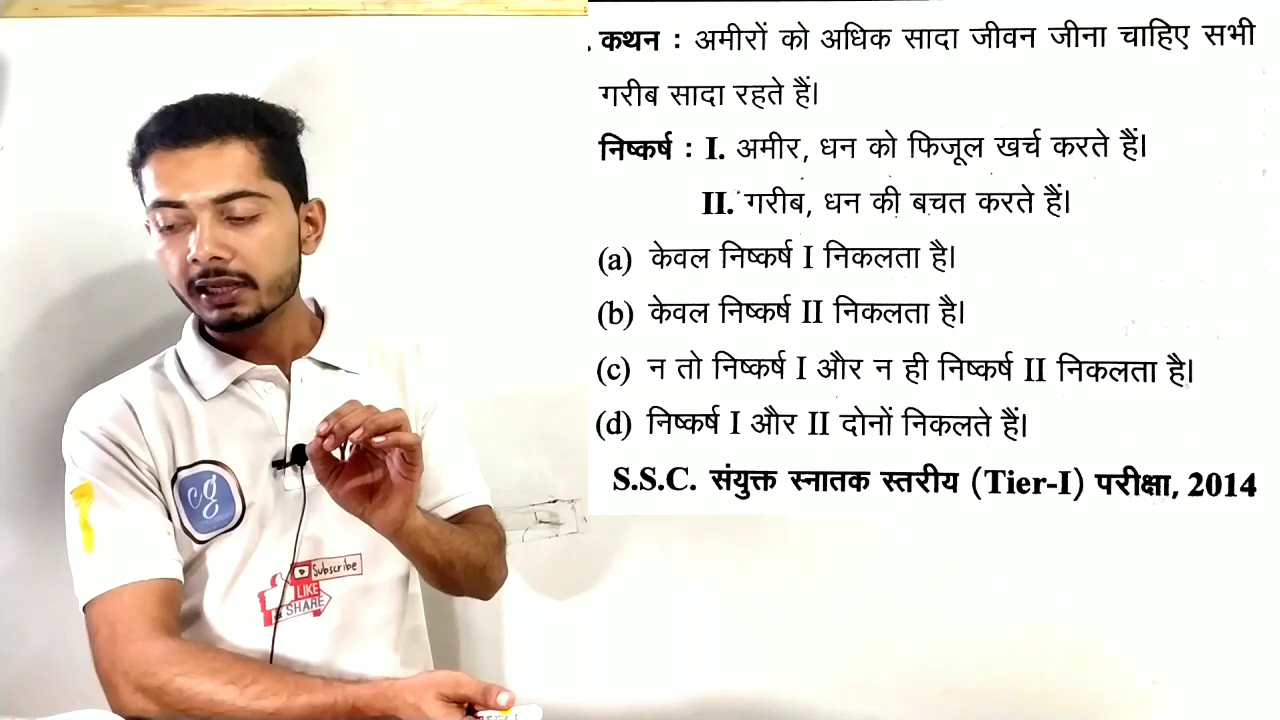 कथन : अमीरों को अधिक सादा जीवन जीना चाहिए सभी
गरीब सादा रहते हैं।
निष्कर्ष : I. अमीर, धन को फिजूल खर्च करते हैं।
II. गरीब, धन की बचत करते हैं।
(a) केवल निष्कर्ष I निकलता है।
(b) केवल निष्कर्ष II निकलता है।
(c) न तो निष्कर्ष I और न ही निष्कर्ष II निकलता है।
(d) निष्कर्ष I और II दोनों निकलते हैं।
S.S.C. संयुक्त स्नातक स्तरीय (Tier-I) परीक्षा, 2014
cg
Subscribe
LIKE
SHARE